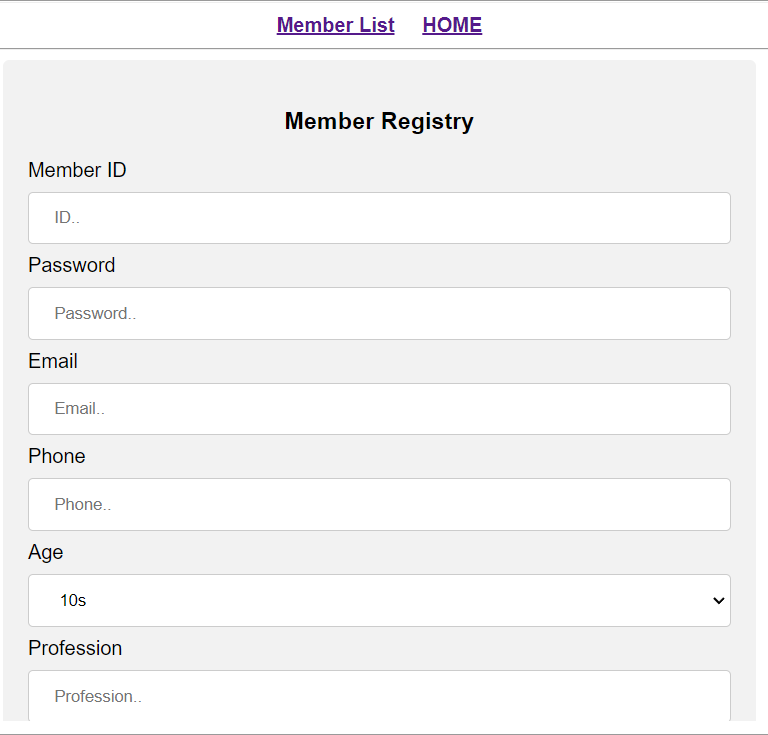 Member List HOME
Member Registry
Member ID
ID..
Password
Password..
Email
Email..
Phone
Phone..
Age
10s
Profession
Profession..